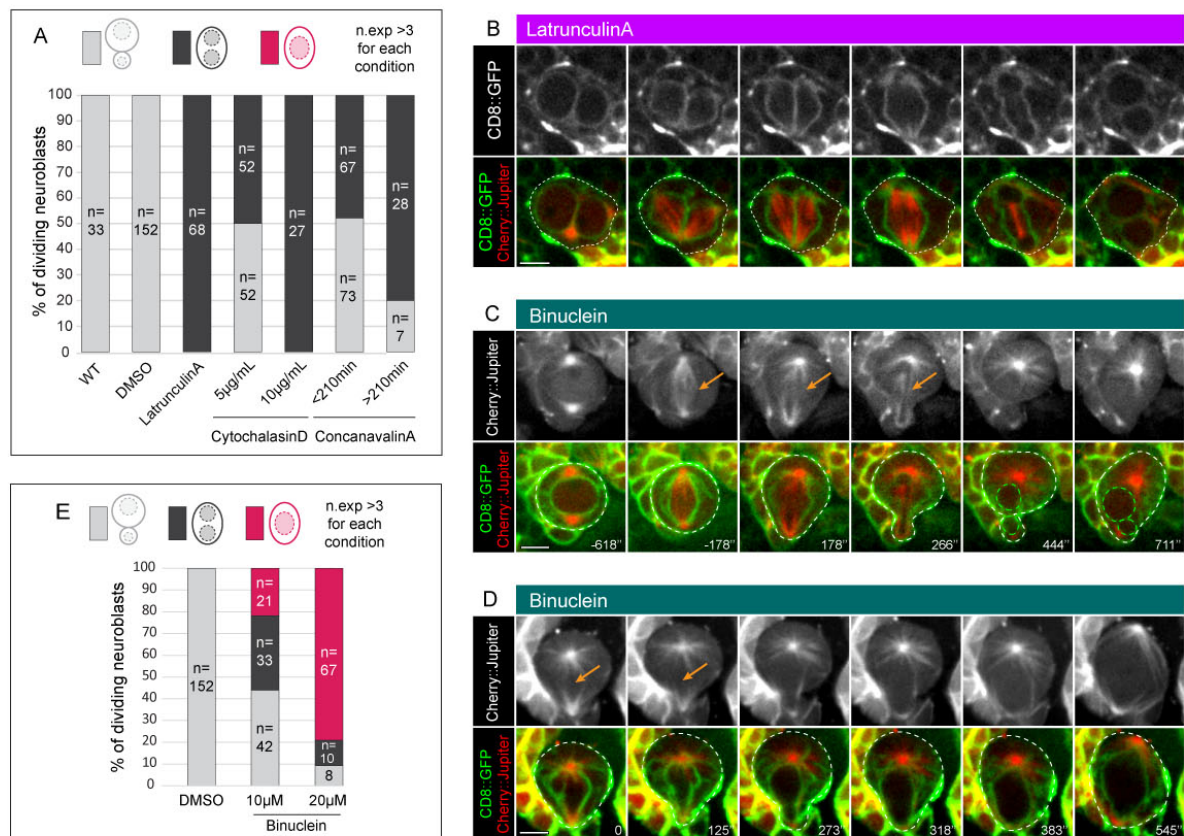 A
n.exp >3
for each
condition
% of dividing neuroblasts
100
90
80
70
60
50
40
30
20
10
0
n=
33
n=
152
n=
68
n=
52
n=
52
n=
27
n=
67
n=
73
n=
28
n=
7
WT
DMSO
LatrunculinA
5µg/mL
10µg/mL
<210min
>210min
CytochalasinD
ConcanavalinA
B
LatrunculinA
CD8::GFP
CD8::GFP
Cherry::Jupiter
C
Binuclein
Cherry::Jupiter
CD8::GFP
Cherry::Jupiter
-618"
-178"
178"
266"
444"
711"
E
n.exp >3
for each
condition
% of dividing neuroblasts
100
90
80
70
60
50
40
30
20
10
0
n=
152
n=
21
n=
33
n=
42
n=
67
n=
10
8
DMSO
10µM
20µM
Binuclein
D
Binuclein
Cherry::Jupiter
CD8::GFP
Cherry::Jupiter
0
125"
273"
318"
383"
545"